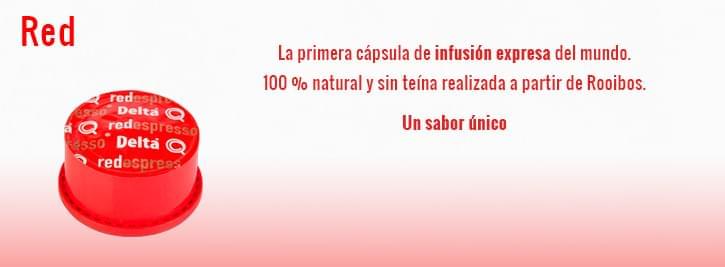 Red
La primera cápsula de infusión expresa del mundo.
100 % natural y sin teína realizada a partir de Rooibos.
Un sabor único
redespresso
Delta Q
redespresso
esso Delta Q
redespress